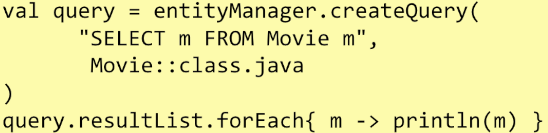 val query = entityManager.createQuery(
"SELECT m FROM Movie m",
Movie::class.java
)
query.resultList.forEach{ m -> println(m) }